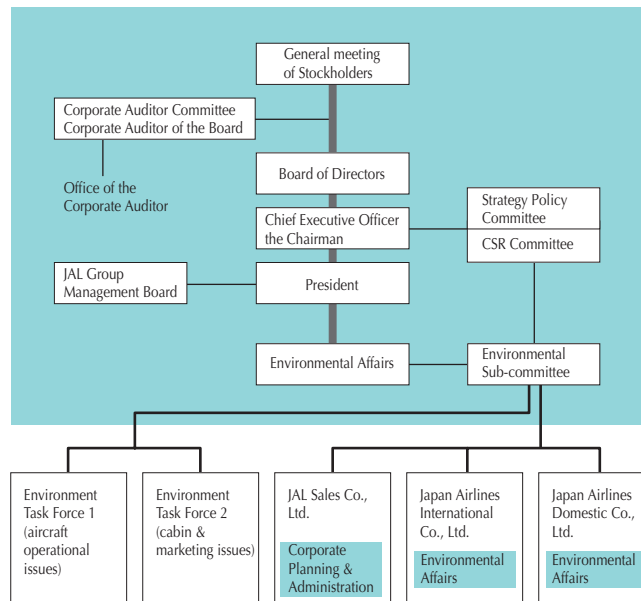 General meeting
of Stockholders
Corporate Auditor Committee
Corporate Auditor of the Board
Office of the
Corporate Auditor
Board of Directors
Strategy Policy
Committee
Chief Executive Officer
the Chairman
CSR Committee
JAL Group
Management Board
President
Environmental Affairs
Environmental
Sub-committee
Environment
Task Force 1
(aircraft
operational
issues)
Environment
Task Force 2
(cabin &
marketing issues)
JAL Sales Co.,
Ltd.
Corporate
Planning &
Administration
Japan Airlines
International
Co., Ltd.
Environmental
Affairs
Japan Airlines
Domestic Co.,
Ltd.
Environmental
Affairs